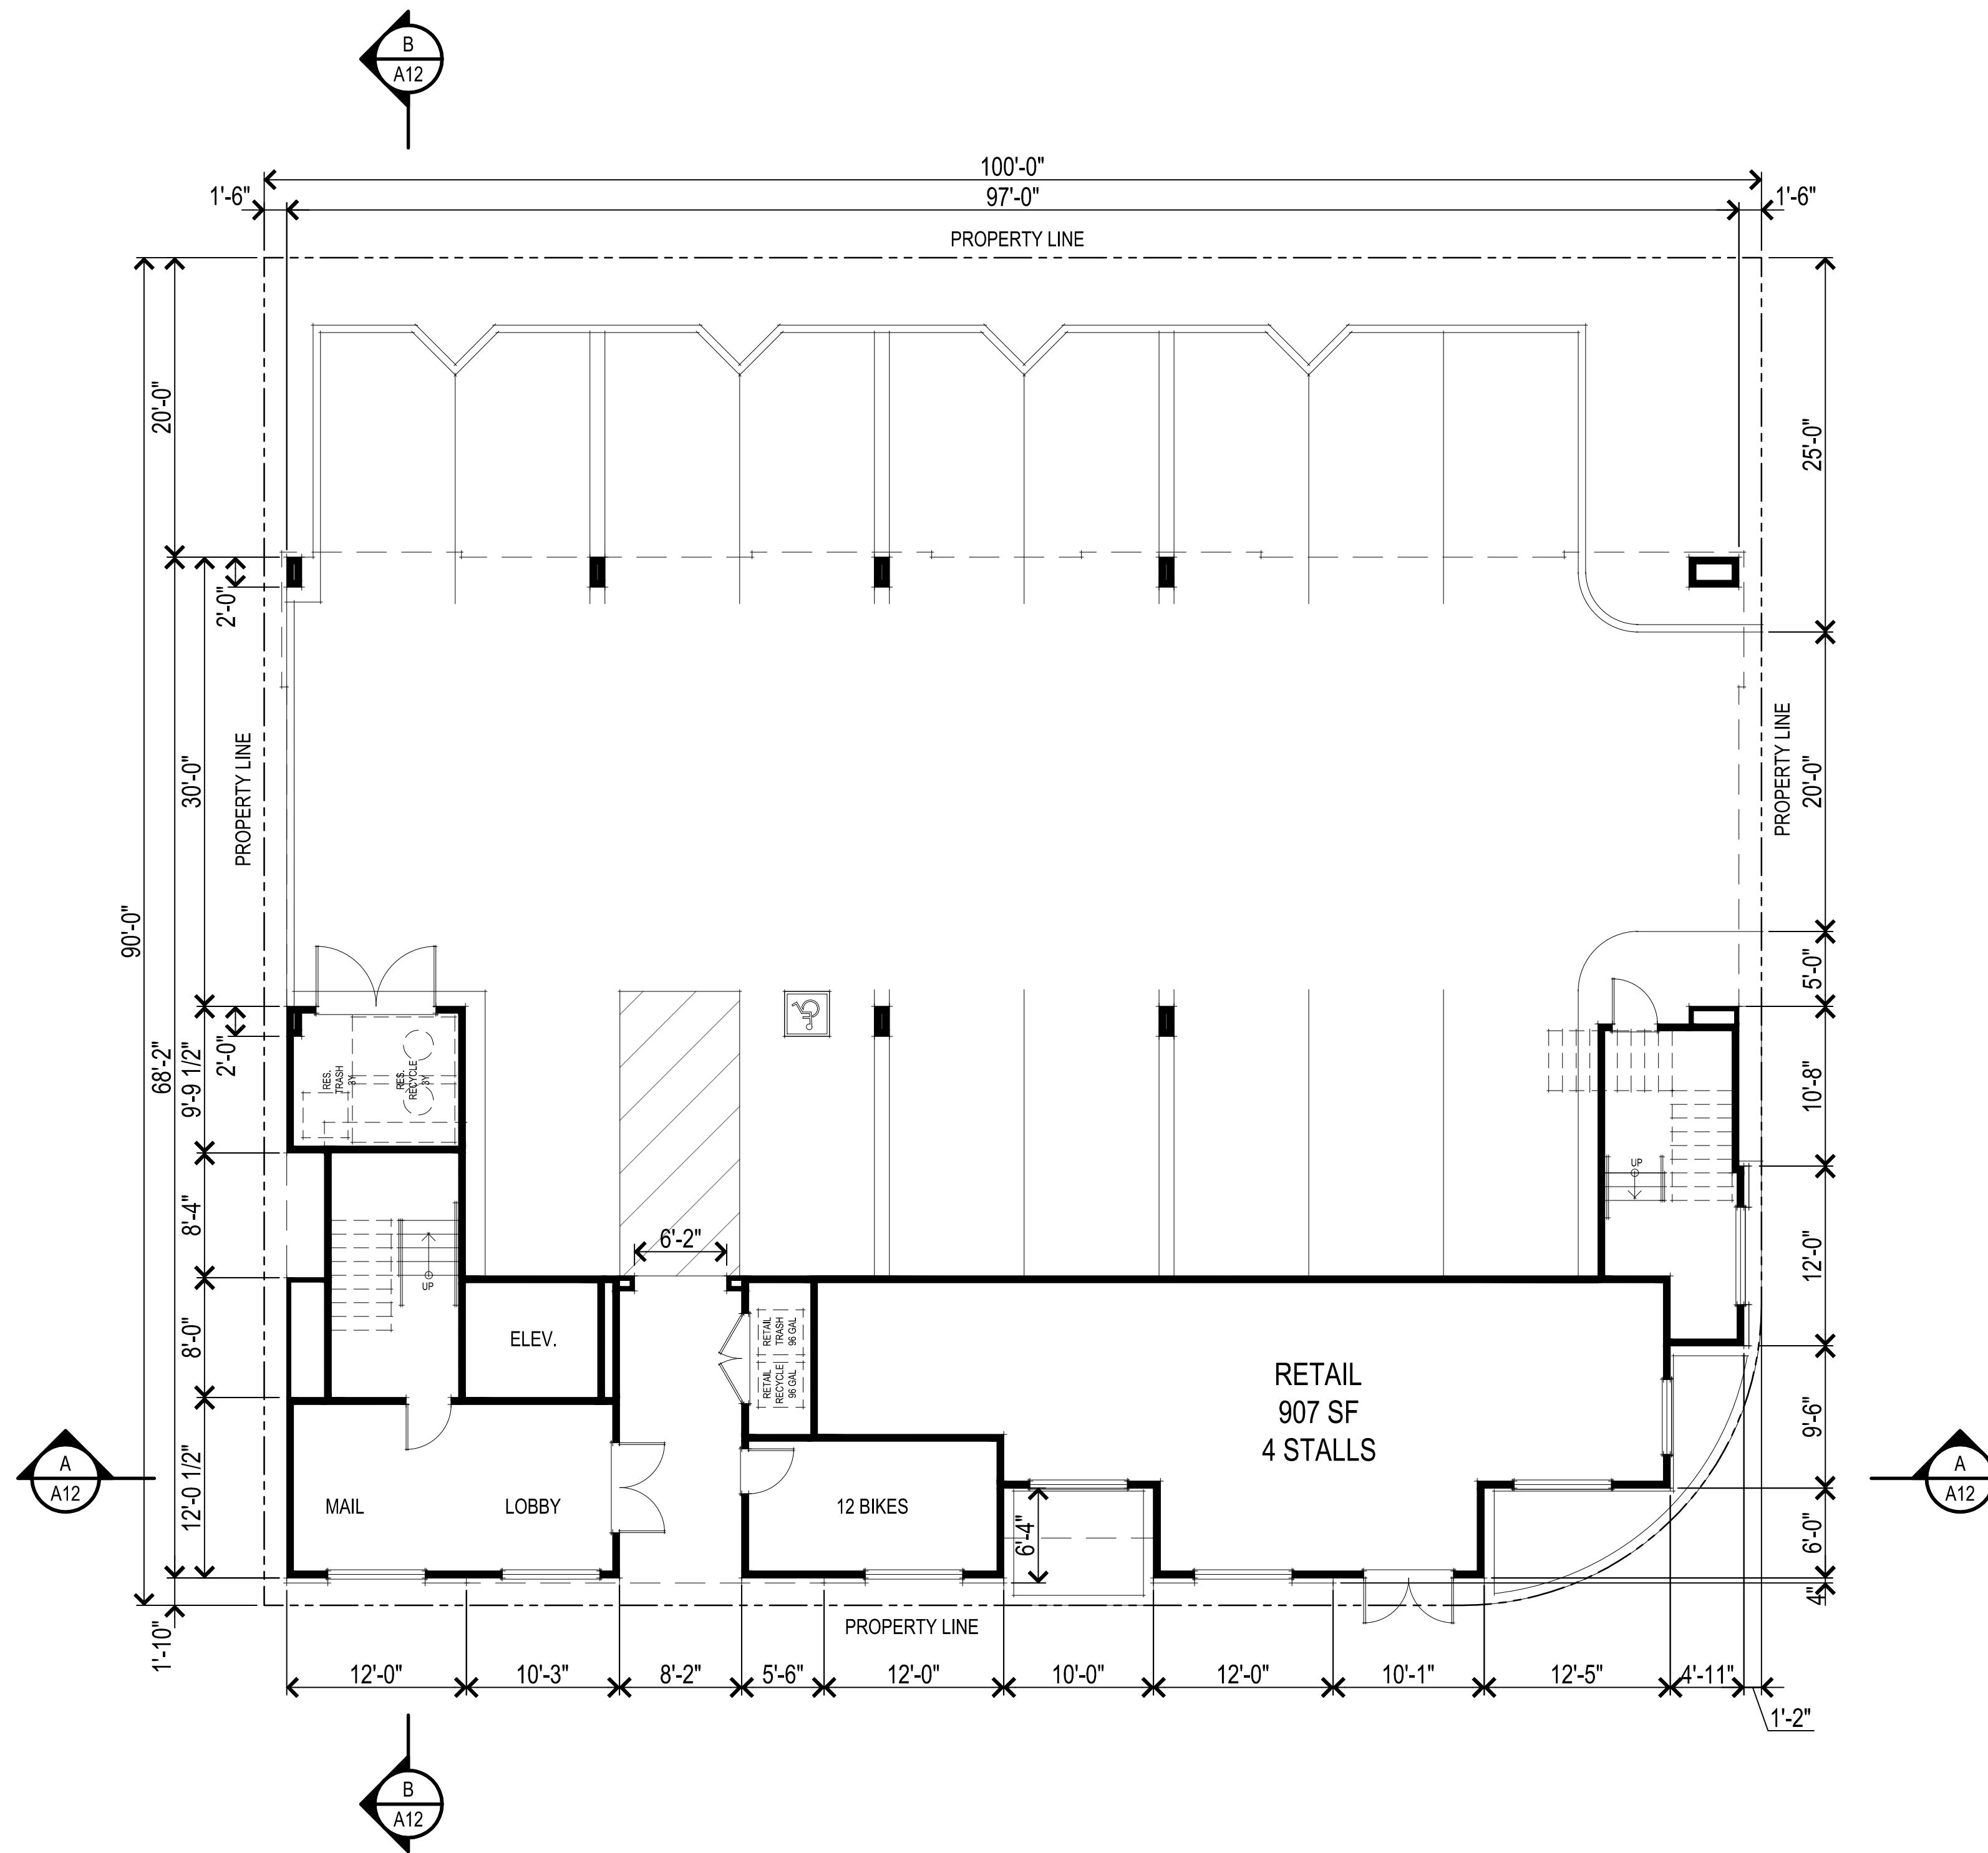 B
A12
100'-0"
1'-6"
97'-0"
1'-6"
PROPERTY LINE
20'-0"
25'-0"
2'-0"
PROPERTY LINE
PROPERTY LINE
30'-0"
20'-0"
90'-0"
5'-0"
68'-2"
9'-9 1/2"
2'-0"
RES.
TRASH
3Y
RES.
RECYCLE
3Y
10'-8"
UP
8'-4"
6'-2"
12'-0"
UP
8'-0"
ELEV.
RETAIL
TRASH
96 GAL
RETAIL
RECYCLE
96 GAL
RETAIL
907 SF
4 STALLS
9'-6"
A
A12
12'-0 1/2"
MAIL
LOBBY
12 BIKES
6'-4"
6'-0"
A
A12
4"
1'-10"
PROPERTY LINE
12'-0"
10'-3"
8'-2"
5'-6"
12'-0"
10'-0"
12'-0"
10'-1"
12'-5"
4'-11"
1'-2"
B
A12